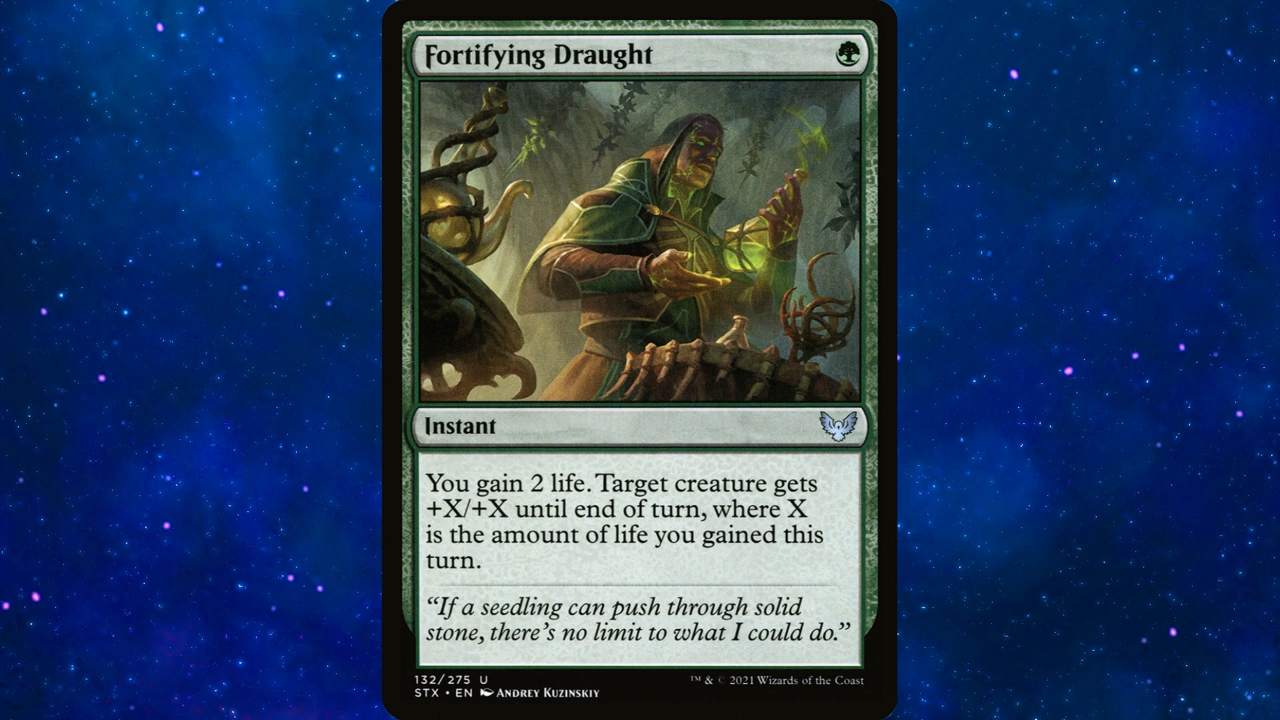 Fortifying Draught
Instant
You gain 2 life. Target creature gets
+X/+X until end of turn, where X
is the amount of life you gained this
turn.
“If a seedling can push through solid
stone, there’s no limit to what I could do.”
132/275 U
STX • EN Andrey Kuzinskiy
™ & © 2021 Wizards of the Coast